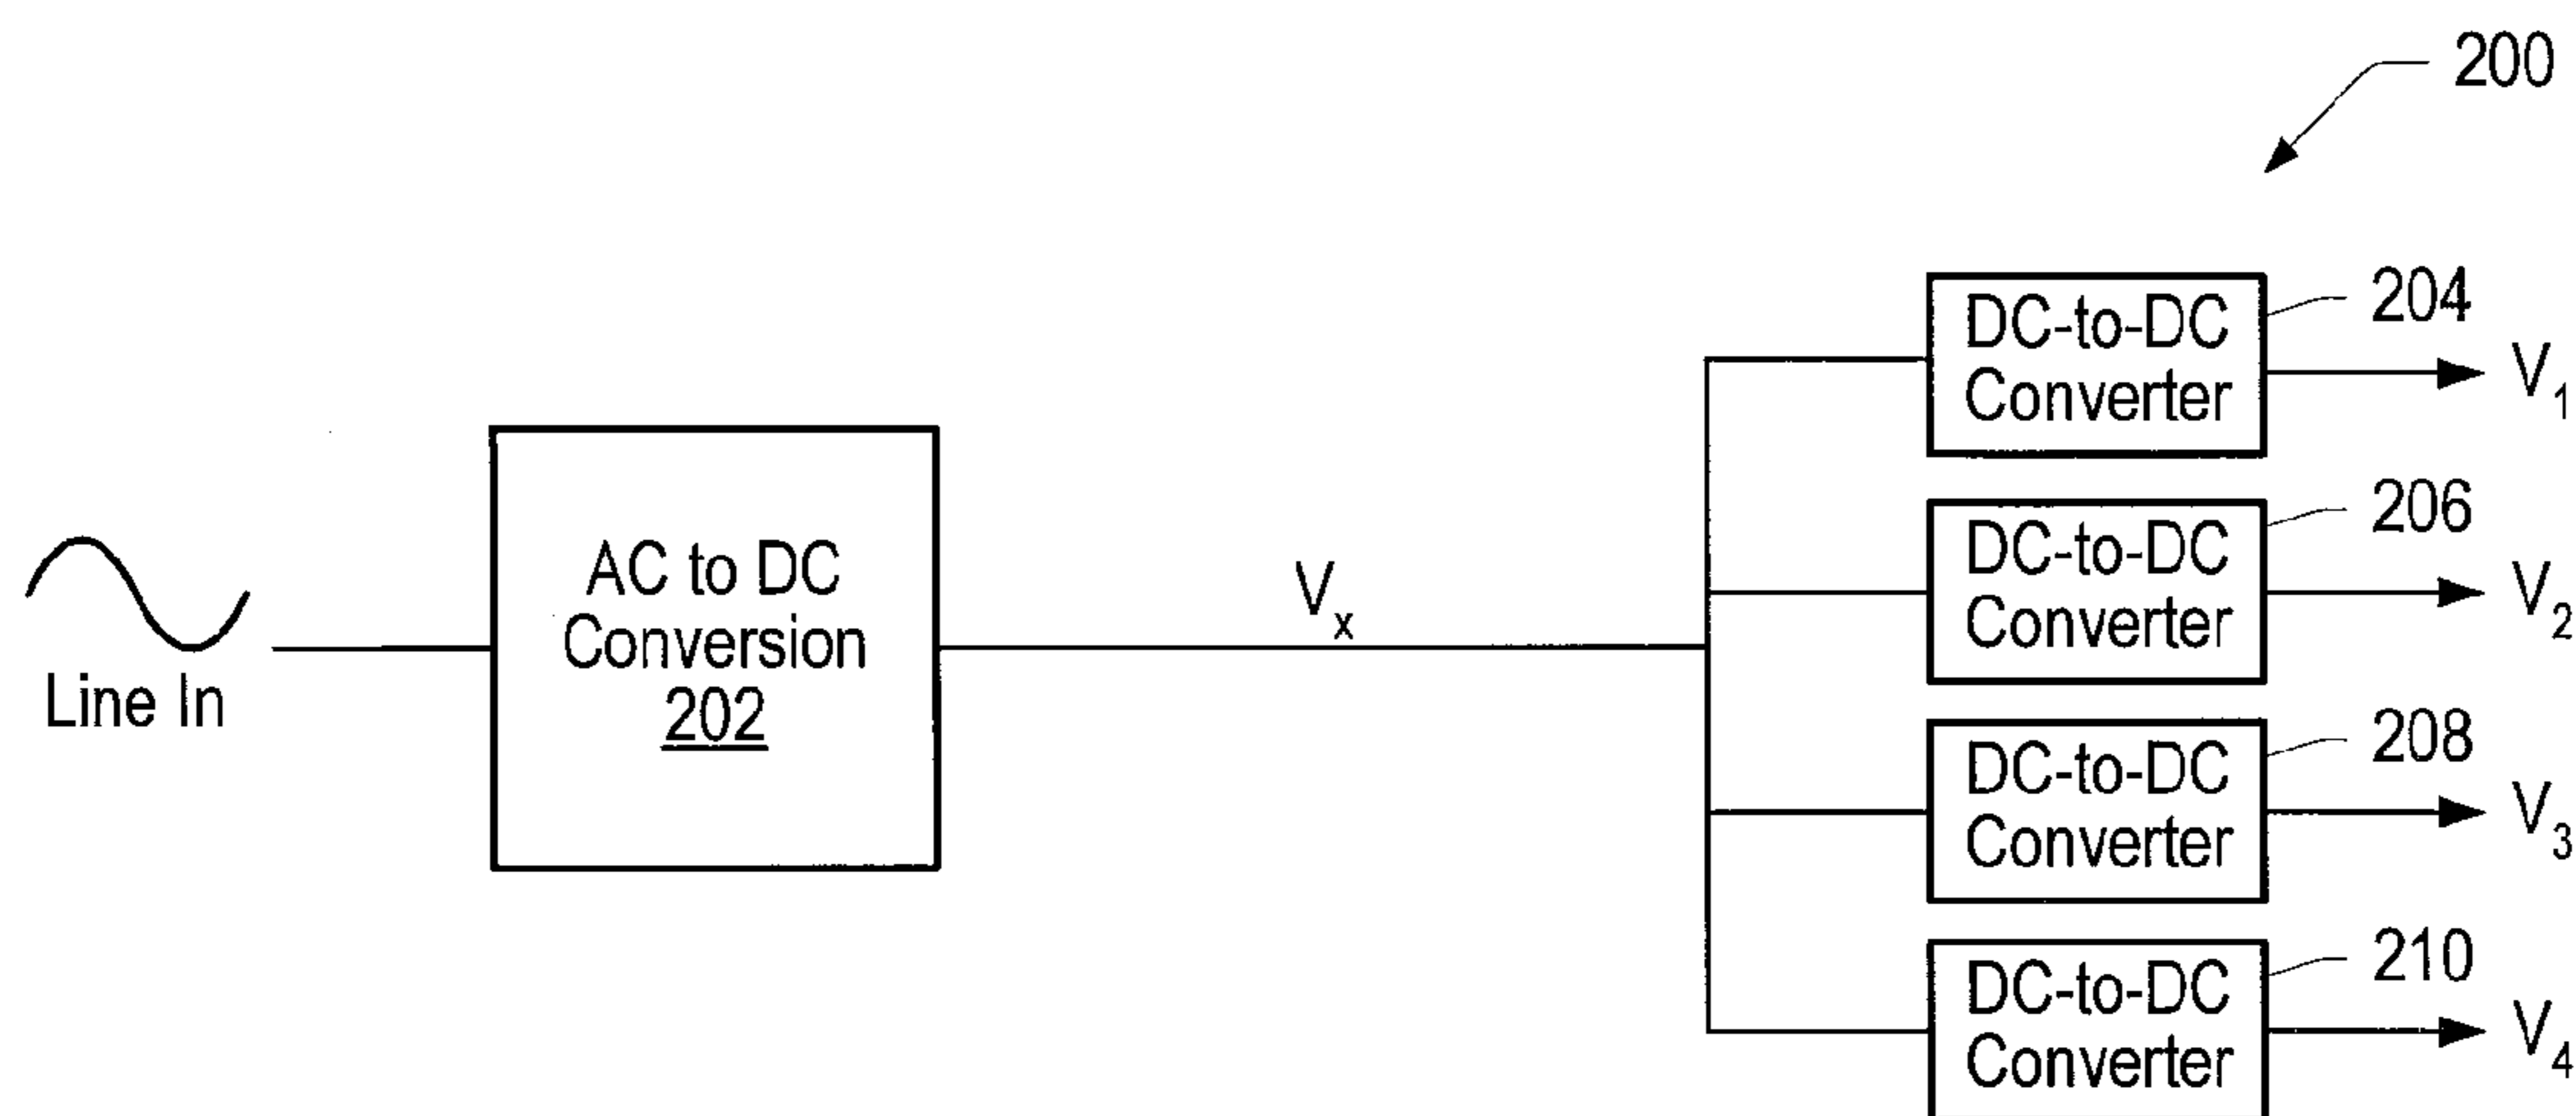 200
Line In
AC to DC
Conversion
202
Vx
DC-to-DC
Converter
204
V1
DC-to-DC
Converter
206
V2
DC-to-DC
Converter
208
V3
DC-to-DC
Converter
210
V4